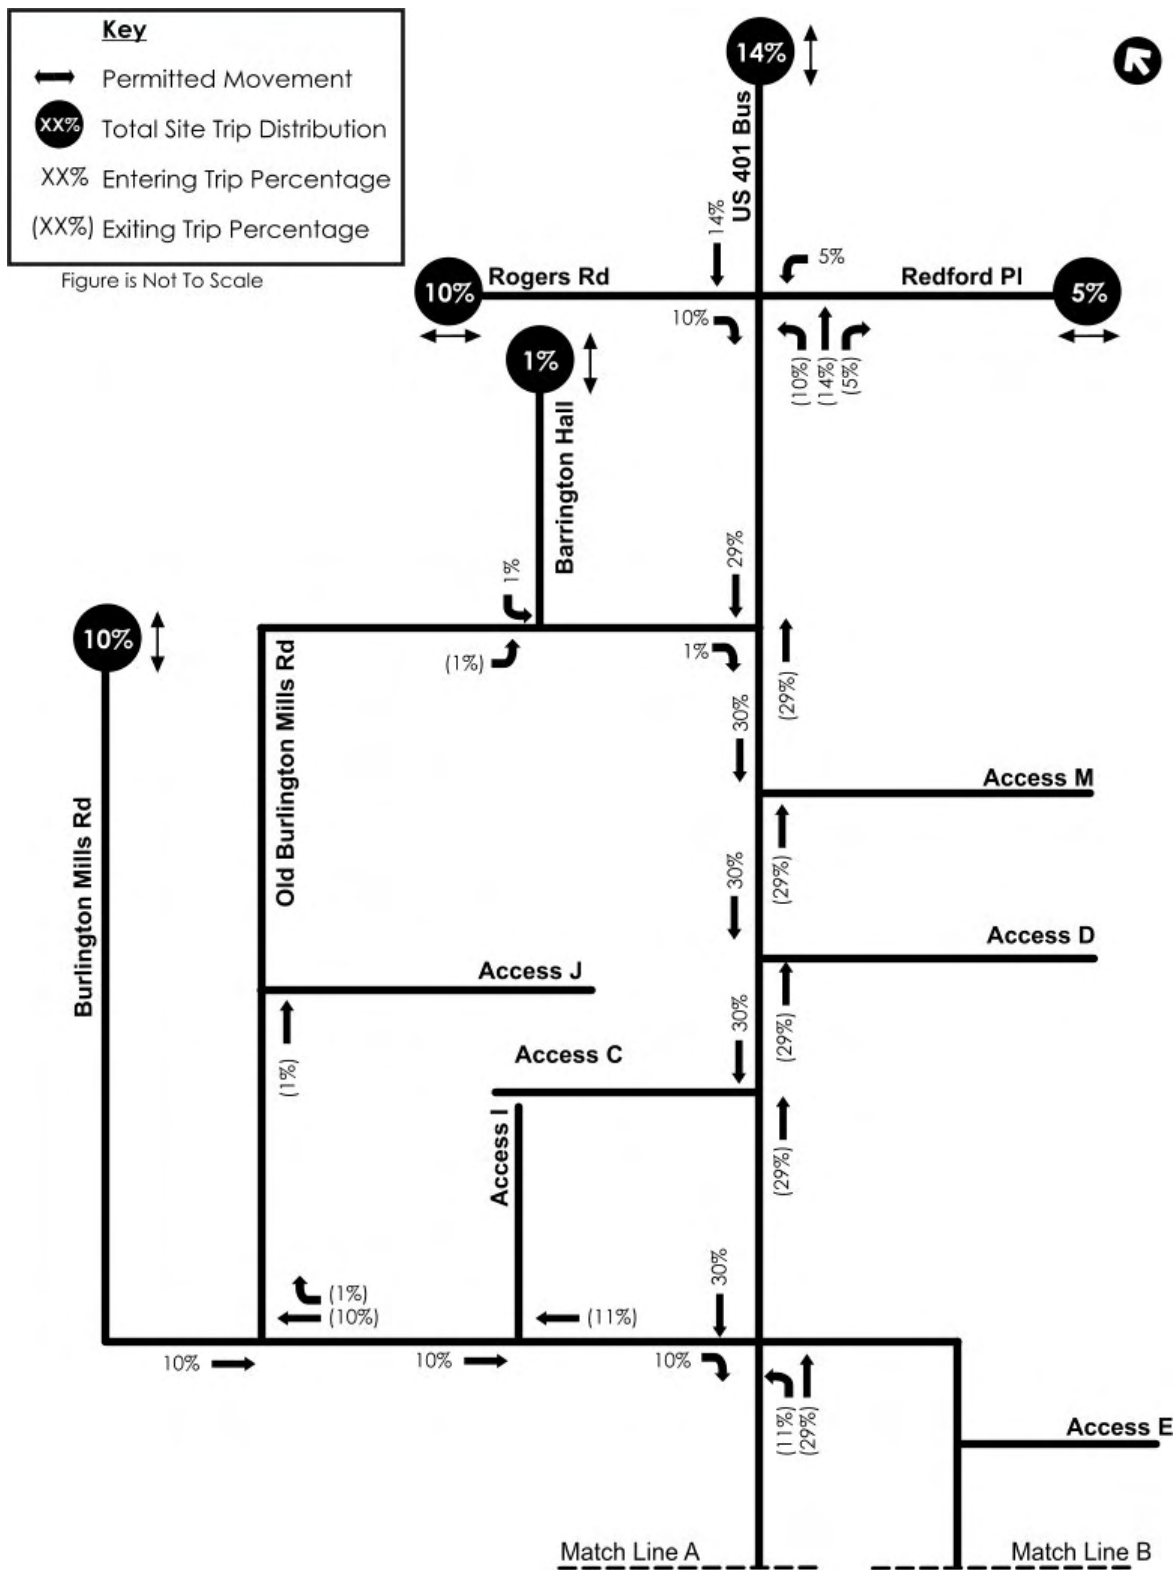 Key
Permitted Movement
XX% Total Site Trip Distribution
XX% Entering Trip Percentage
(XX%) Exiting Trip Percentage
Figure is Not To Scale
14%
US 401 Bus
14%
5%
10%
Rogers Rd
Redford Pl
5%
10%
(10%)
(14%)
(5%)
1%
Barrington Hall
1%
29%
10%
(1%)
1%
(29%)
Old Burlington Mills Rd
30%
Burlington Mills Rd
Access M
30%
(29%)
Access D
Access J
30%
(29%)
(1%)
Access C
Access I
(29%)
30%
(1%)
(10%)
(11%)
10%
10%
10%
(11%)
(29%)
Access E
Match Line A
Match Line B